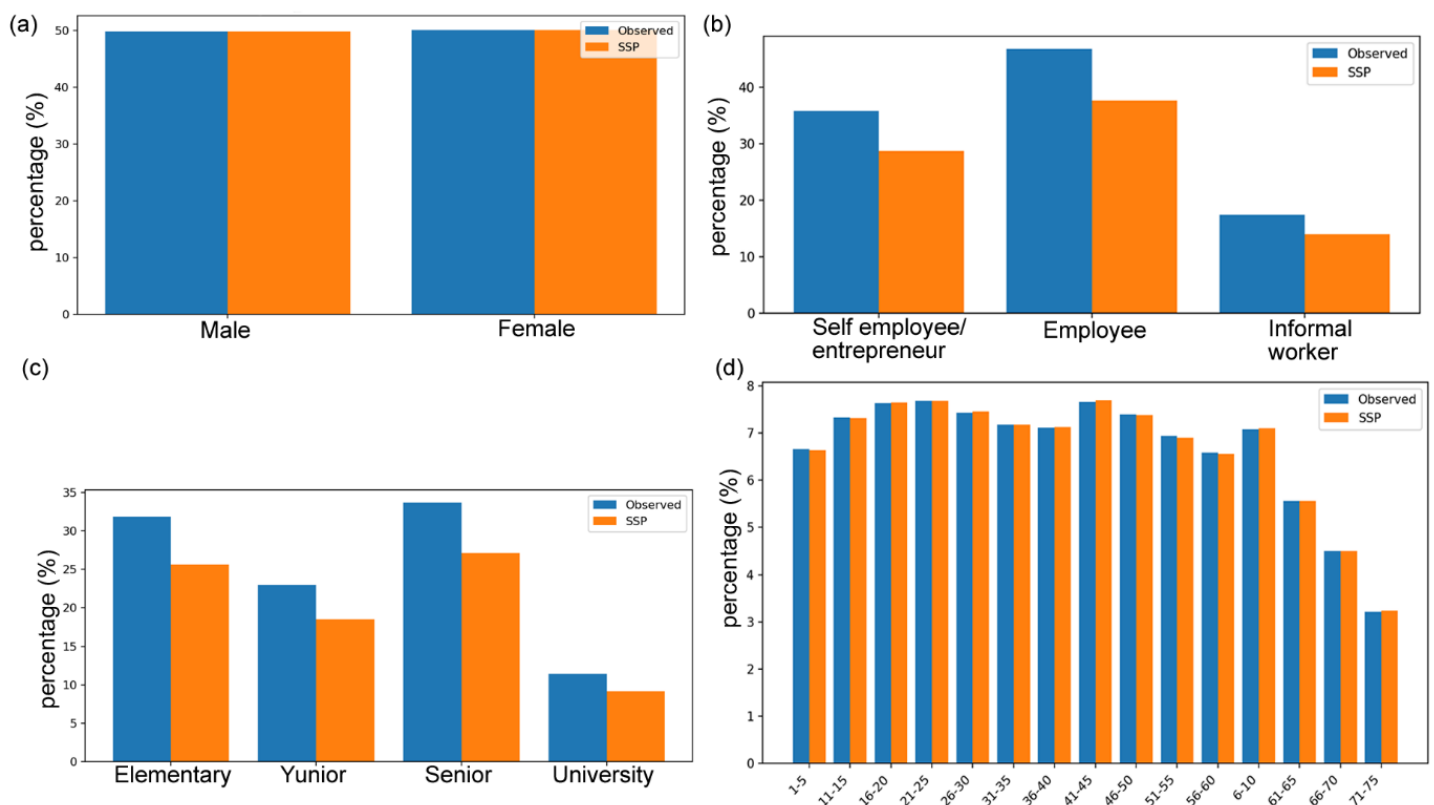 (a)
percentage (%)
50
40
30
20
10
0
Observed
SSP
Male
Female
(b)
percentage (%)
40
30
20
10
0
Observed
SSP
Self employee/
entrepreneur
Employee
Informal
worker
(c)
percentage (%)
35
30
25
20
15
10
5
0
Observed
SSP
Elementary
Yunior
Senior
University
(d)
percentage (%)
8
7
6
5
4
3
2
1
0
Observed
SSP
1-5
11-15
16-20
21-25
26-30
31-35
36-40
41-45
46-50
51-55
56-60
6-10
61-65
66-70
71-75